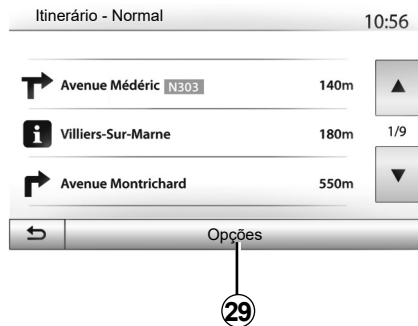 Itinerário - Normal
10:56
Avenue Médéric N303 140m
Villiers-Sur-Marne 180m
1/9
Avenue Montrichard 550m
Opções
29